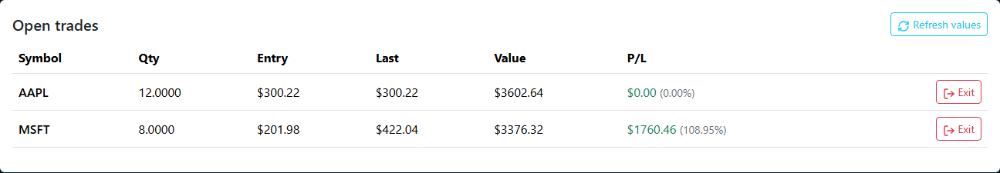 Open trades
Refresh values
Symbol Qty Entry Last Value P/L
AAPL 12.0000 $300.22 $300.22 $3602.64 $0.00 (0.00%) Exit
MSFT 8.0000 $201.98 $422.04 $3376.32 $1760.46 (108.95%) Exit